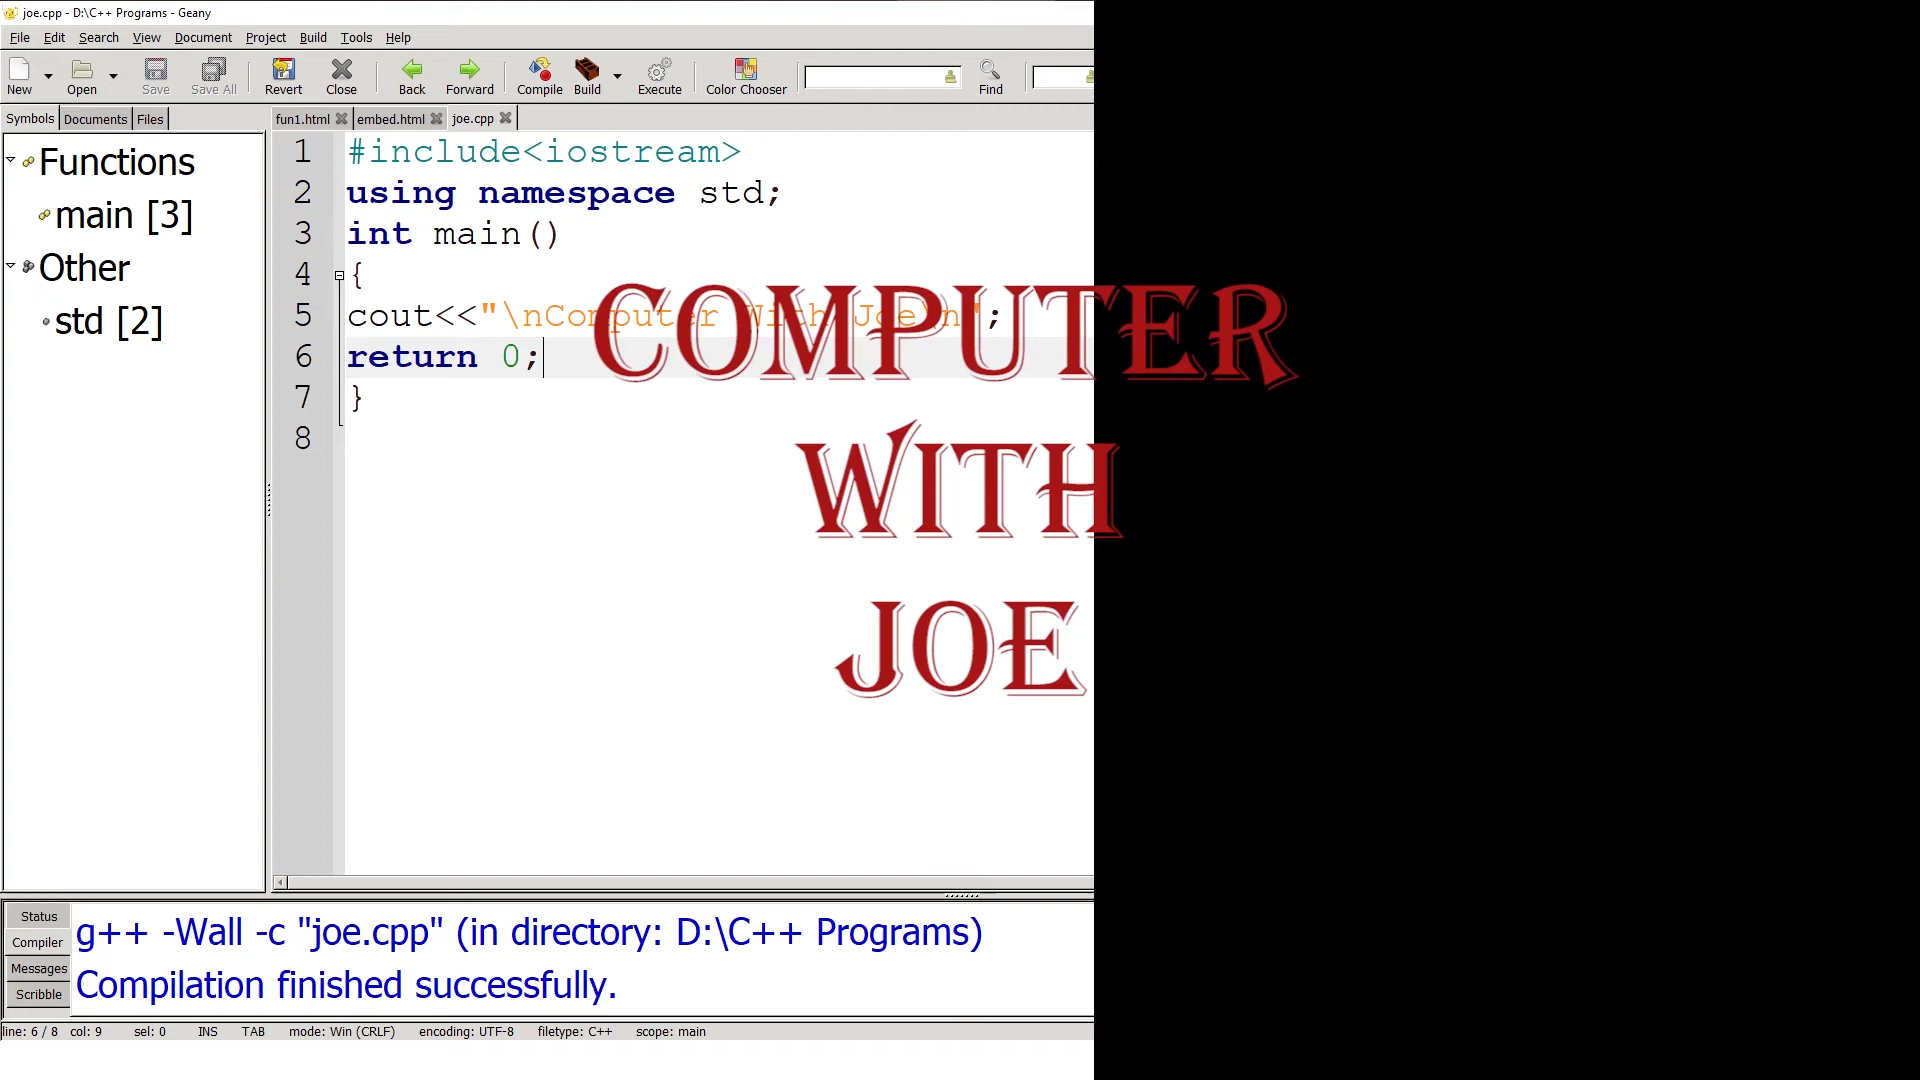 joe.cpp - D:\C++ Programs - Geany
File Edit Search View Document Project Build Tools Help
New Open Save Save All Revert Close Back Forward Compile Build Execute Color Chooser Find
Symbols Documents Files
fun1.html embed.html joe.cpp
Functions
main [3]
Other
std [2]
1 #include<iostream>
2 using namespace std;
3 int main()
4 {
5 cout<<"\nComputer With Joe\n";
6 return 0;
7 }
8
COMPUTER
WITH
JOE
Status
Compiler
Messages
Scribble
g++ -Wall -c "joe.cpp" (in directory: D:\C++ Programs)
Compilation finished successfully.
line: 6 / 8 col: 9 sel: 0 INS TAB mode: Win (CRLF) encoding: UTF-8 filetype: C++ scope: main